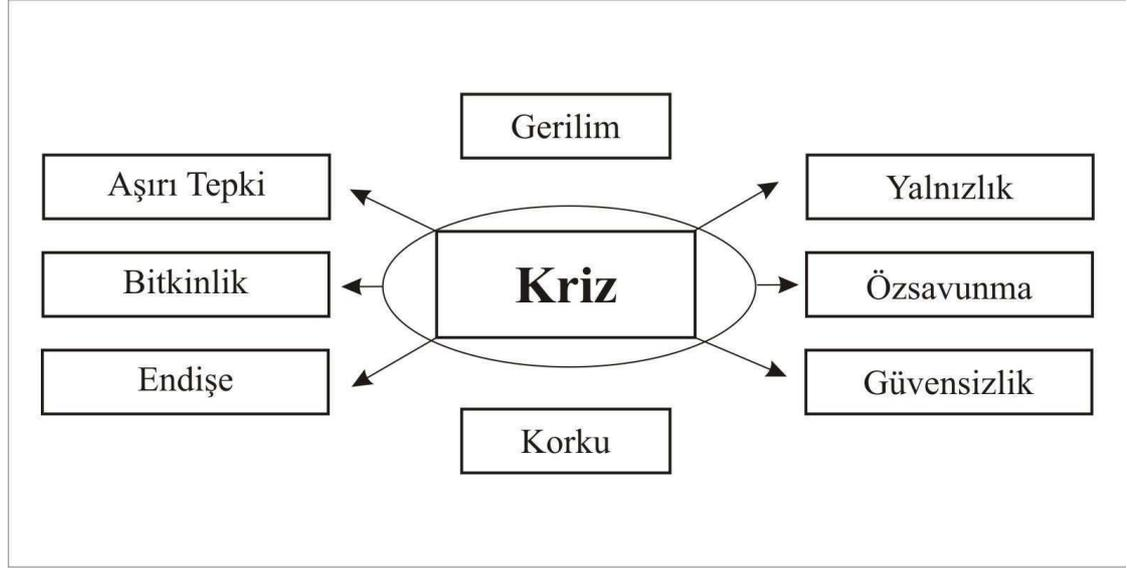 Gerilim
Aşırı Tepki
Yalnızlık
Bitkinlik
Kriz
Özsavunma
Endişe
Güvensizlik
Korku